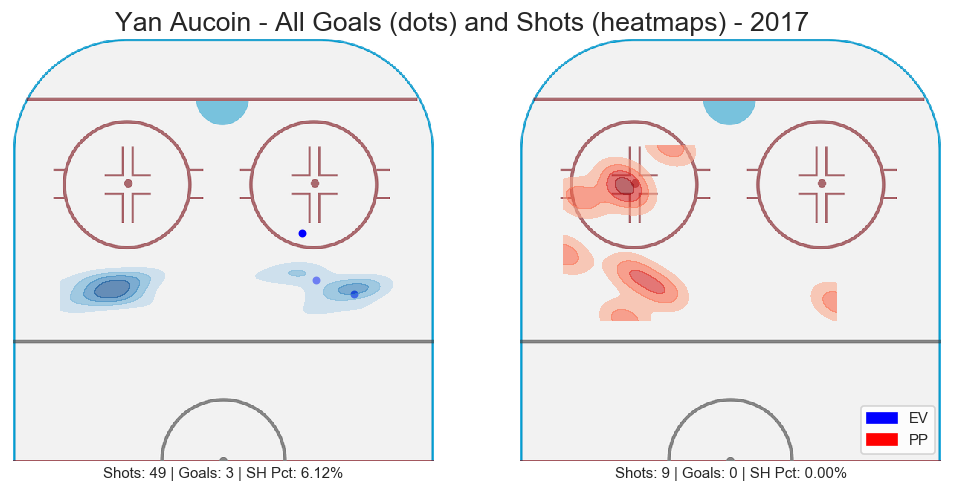 Yan Aucoin - All Goals (dots) and Shots (heatmaps) - 2017
EV
PP
Shots: 49 | Goals: 3 | SH Pct: 6.12%
Shots: 9 | Goals: 0 | SH Pct: 0.00%